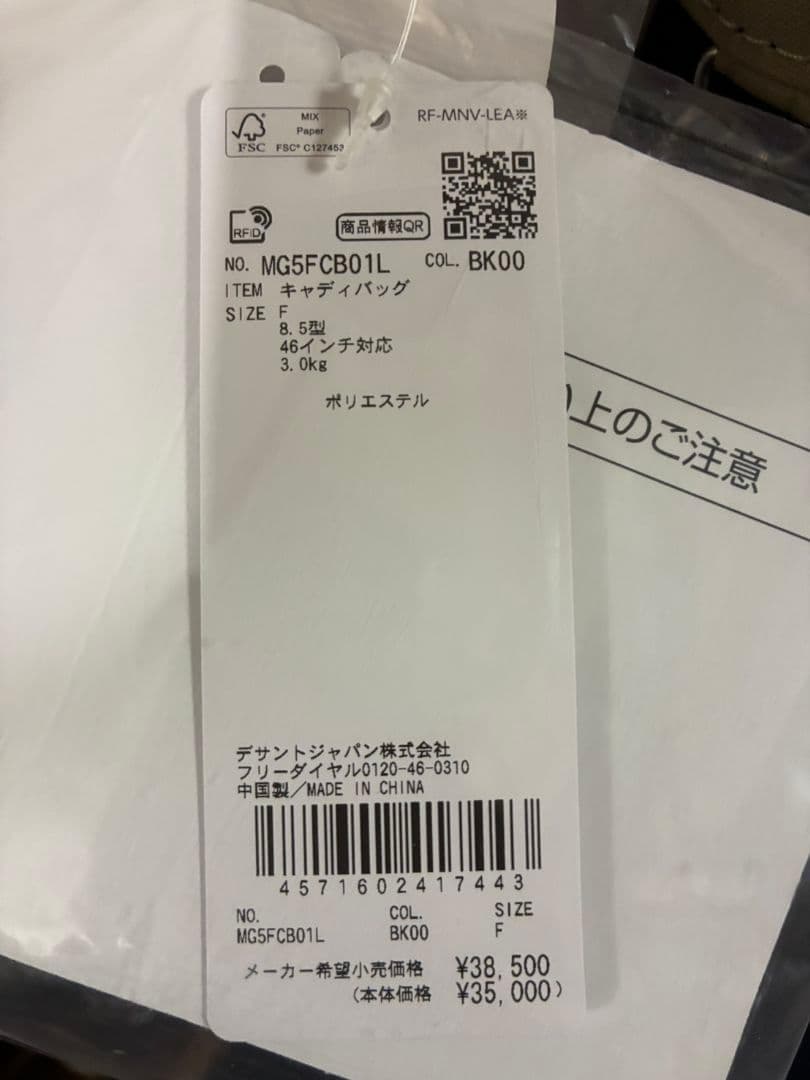 FSC
MIX
Paper
FSC® C127453
RF-MNV-LEA※
RFID
商品情報QR
NO. MG5FCB01L COL. BK00
ITEM キャディバッグ
SIZE F
8.5型
46インチ対応
3.0kg
ポリエステル
上のご注意
デサントジャパン株式会社
フリーダイヤル0120-46-0310
中国製/MADE IN CHINA
4571602417443
NO. COL. SIZE
MG5FCB01L BK00 F
メーカー希望小売価格 ¥38,500
(本体価格 ¥35,000)